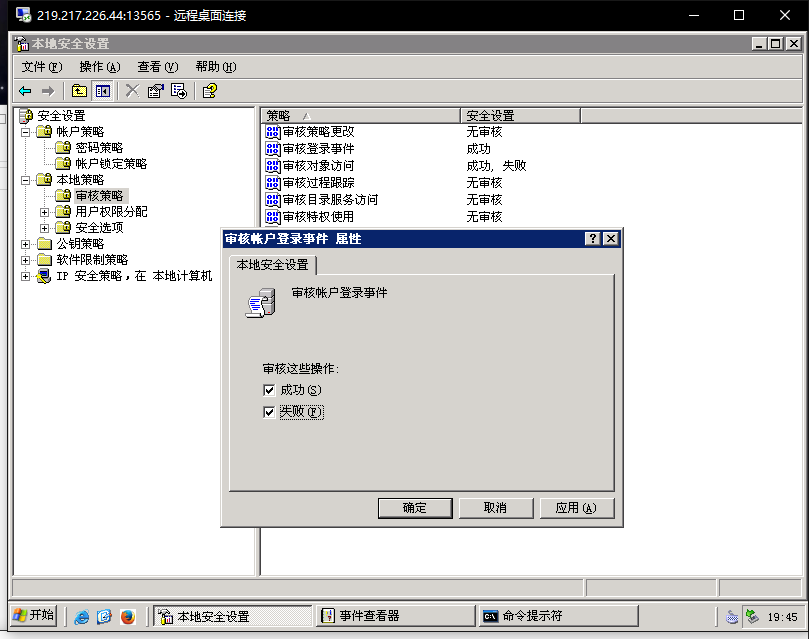 219.217.226.44:13565 - 远程桌面连接
本地安全设置
文件(F) 操作(A) 查看(V) 帮助(H)
安全设置
帐户策略
密码策略
帐户锁定策略
本地策略
审核策略
用户权限分配
安全选项
公钥策略
软件限制策略
IP 安全策略，在 本地计算机
策略 安全设置
审核策略更改 无审核
审核登录事件 成功
审核对象访问 成功, 失败
审核过程跟踪 无审核
审核目录服务访问 无审核
审核特权使用 无审核
审核帐户登录事件 属性
本地安全设置
审核帐户登录事件
审核这些操作:
成功(S)
失败(F)
确定 取消 应用(A)
开始 本地安全设置 事件查看器 命令提示符 19:45